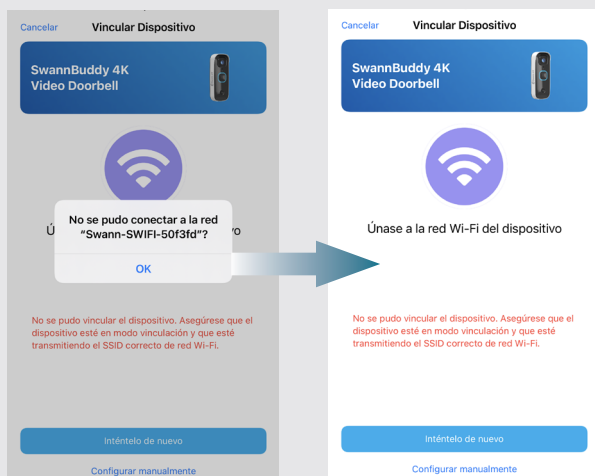 Cancelar
Vincular Dispositivo
SwannBuddy 4K
Video Doorbell
No se pudo conectar a la red
“Swann-SWIFI-50f3fd”?
OK
No se pudo vincular el dispositivo. Asegúrese que el
dispositivo esté en modo vinculación y que esté
transmitiendo el SSID correcto de red Wi-Fi.
Inténtelo de nuevo
Configurar manualmente
Cancelar
Vincular Dispositivo
SwannBuddy 4K
Video Doorbell
Únase a la red Wi-Fi del dispositivo
No se pudo vincular el dispositivo. Asegúrese que el
dispositivo esté en modo vinculación y que esté
transmitiendo el SSID correcto de red Wi-Fi.
Inténtelo de nuevo
Configurar manualmente